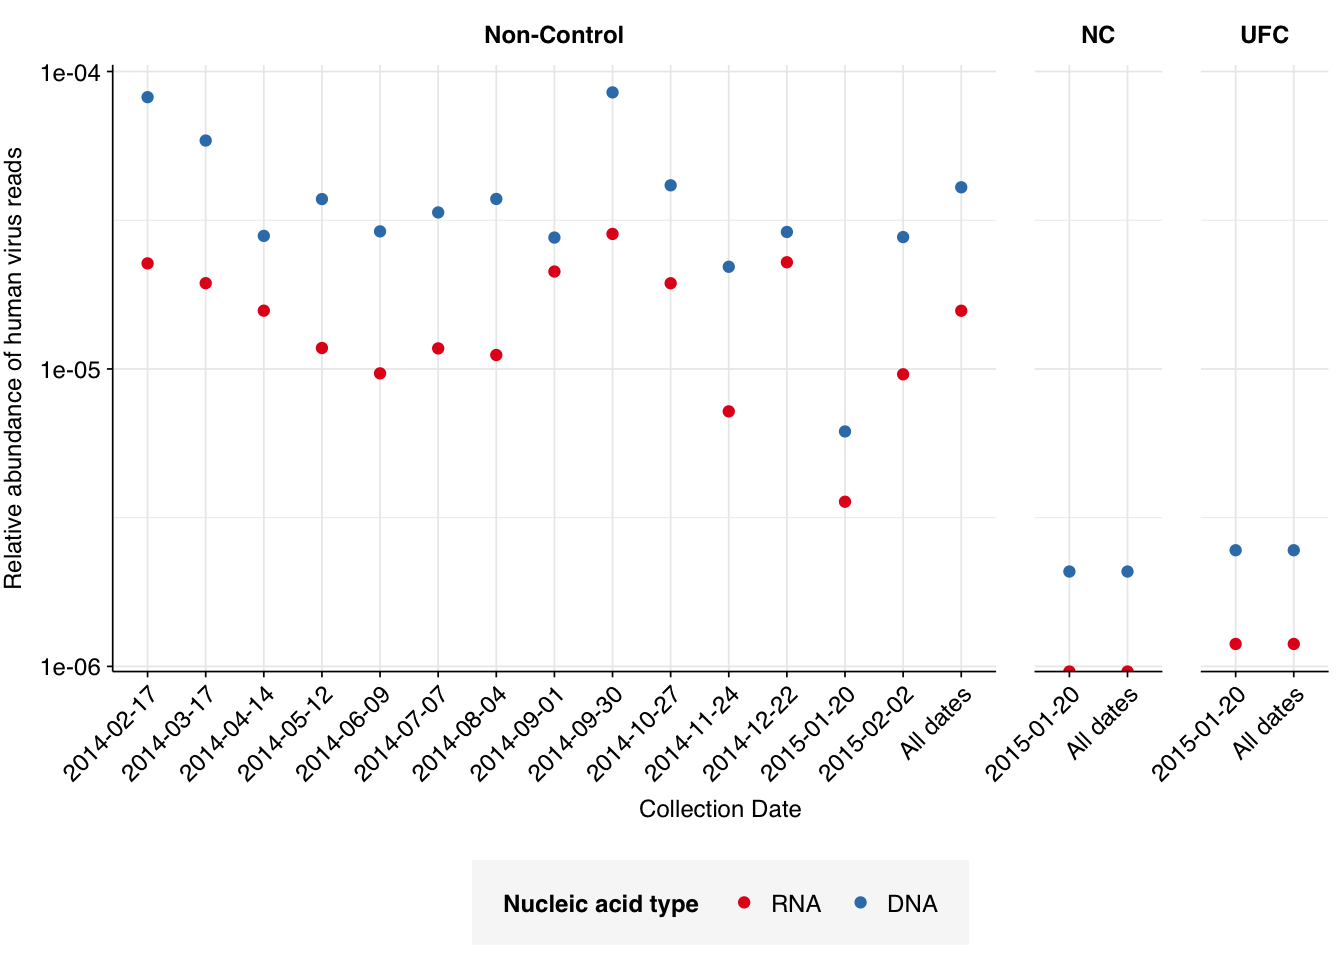 Non-Control
NC
UFC
Relative abundance of human virus reads
1e-04
1e-05
1e-06
2014-02-17
2014-03-17
2014-04-14
2014-05-12
2014-06-09
2014-07-07
2014-08-04
2014-09-01
2014-09-30
2014-10-27
2014-11-24
2014-12-22
2015-01-20
2015-02-02
All dates
2015-01-20
All dates
2015-01-20
All dates
Collection Date
Nucleic acid type RNA DNA